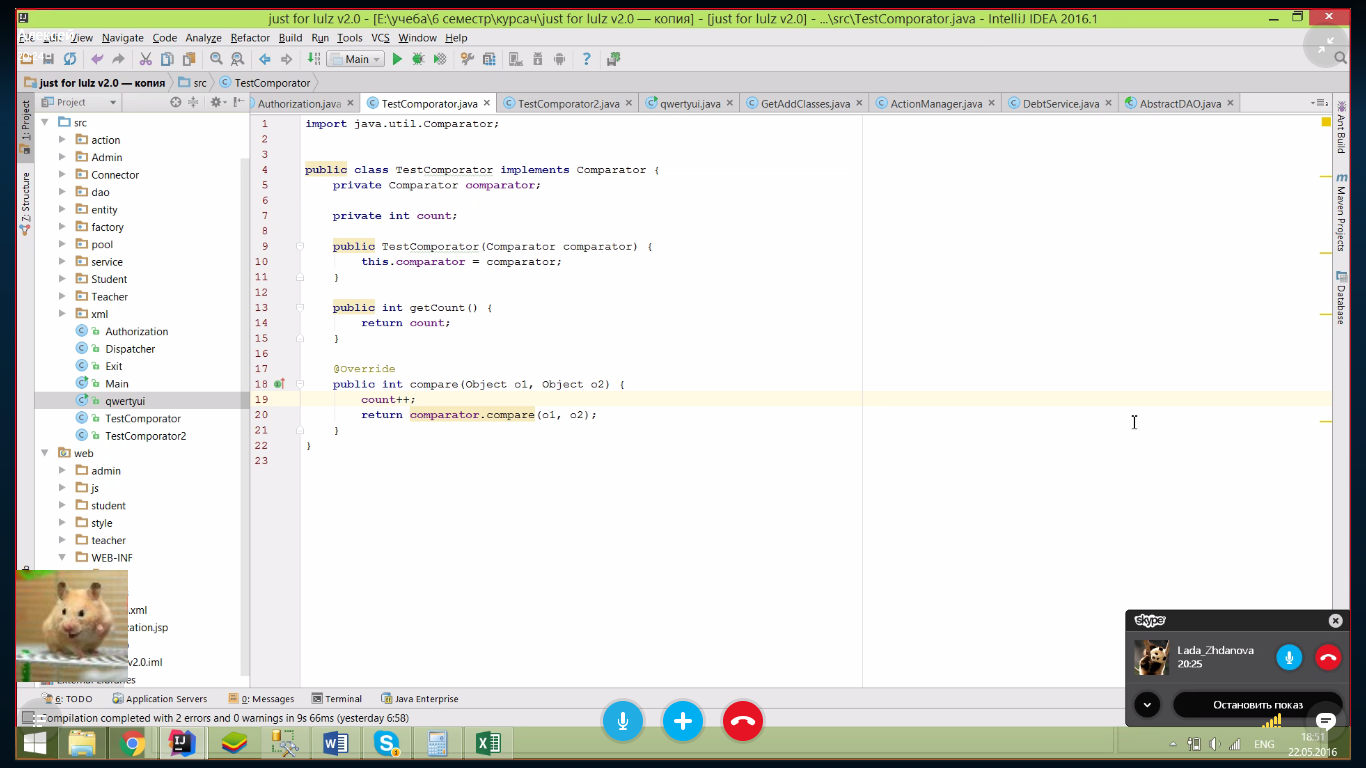 just for lulz v2.0 - [E:\учеба\6 семестр\курсач\just for lulz v2.0 — копия] - [just for lulz v2.0] - ...\src\TestComporator.java - IntelliJ IDEA 2016.1
View Navigate Code Analyze Refactor Build Run Tools VCS Window Help
Main
just for lulz v2.0 — копия src TestComporator
Project
Authorization.java TestComporator.java TestComporator2.java qwertyui.java GetAddClasses.java ActionManager.java DebtService.java AbstractDAO.java
1: Project
7: Structure
src
action
Admin
Connector
dao
entity
factory
pool
service
Student
Teacher
xml
Authorization
Dispatcher
Exit
Main
qwertyui
TestComporator
TestComporator2
web
admin
js
student
style
teacher
WEB-INF
.xml
zation.jsp
v2.0.iml
External Libraries
1 import java.util.Comparator;
2
3
4 public class TestComporator implements Comparator {
5 private Comparator comparator;
6
7 private int count;
8
9 public TestComporator(Comparator comparator) {
10 this.comparator = comparator;
11 }
12
13 public int getCount() {
14 return count;
15 }
16
17 @Override
18 public int compare(Object o1, Object o2) {
19 count++;
20 return comparator.compare(o1, o2);
21 }
22 }
23
Ant Build
Maven Projects
Database
skype
Lada_Zhdanova
20:25
Остановить показ
6: TODO Application Servers 0: Messages Terminal Java Enterprise
Compilation completed with 2 errors and 0 warnings in 9s 66ms (yesterday 6:58)
ENG
18:51
22.05.2016